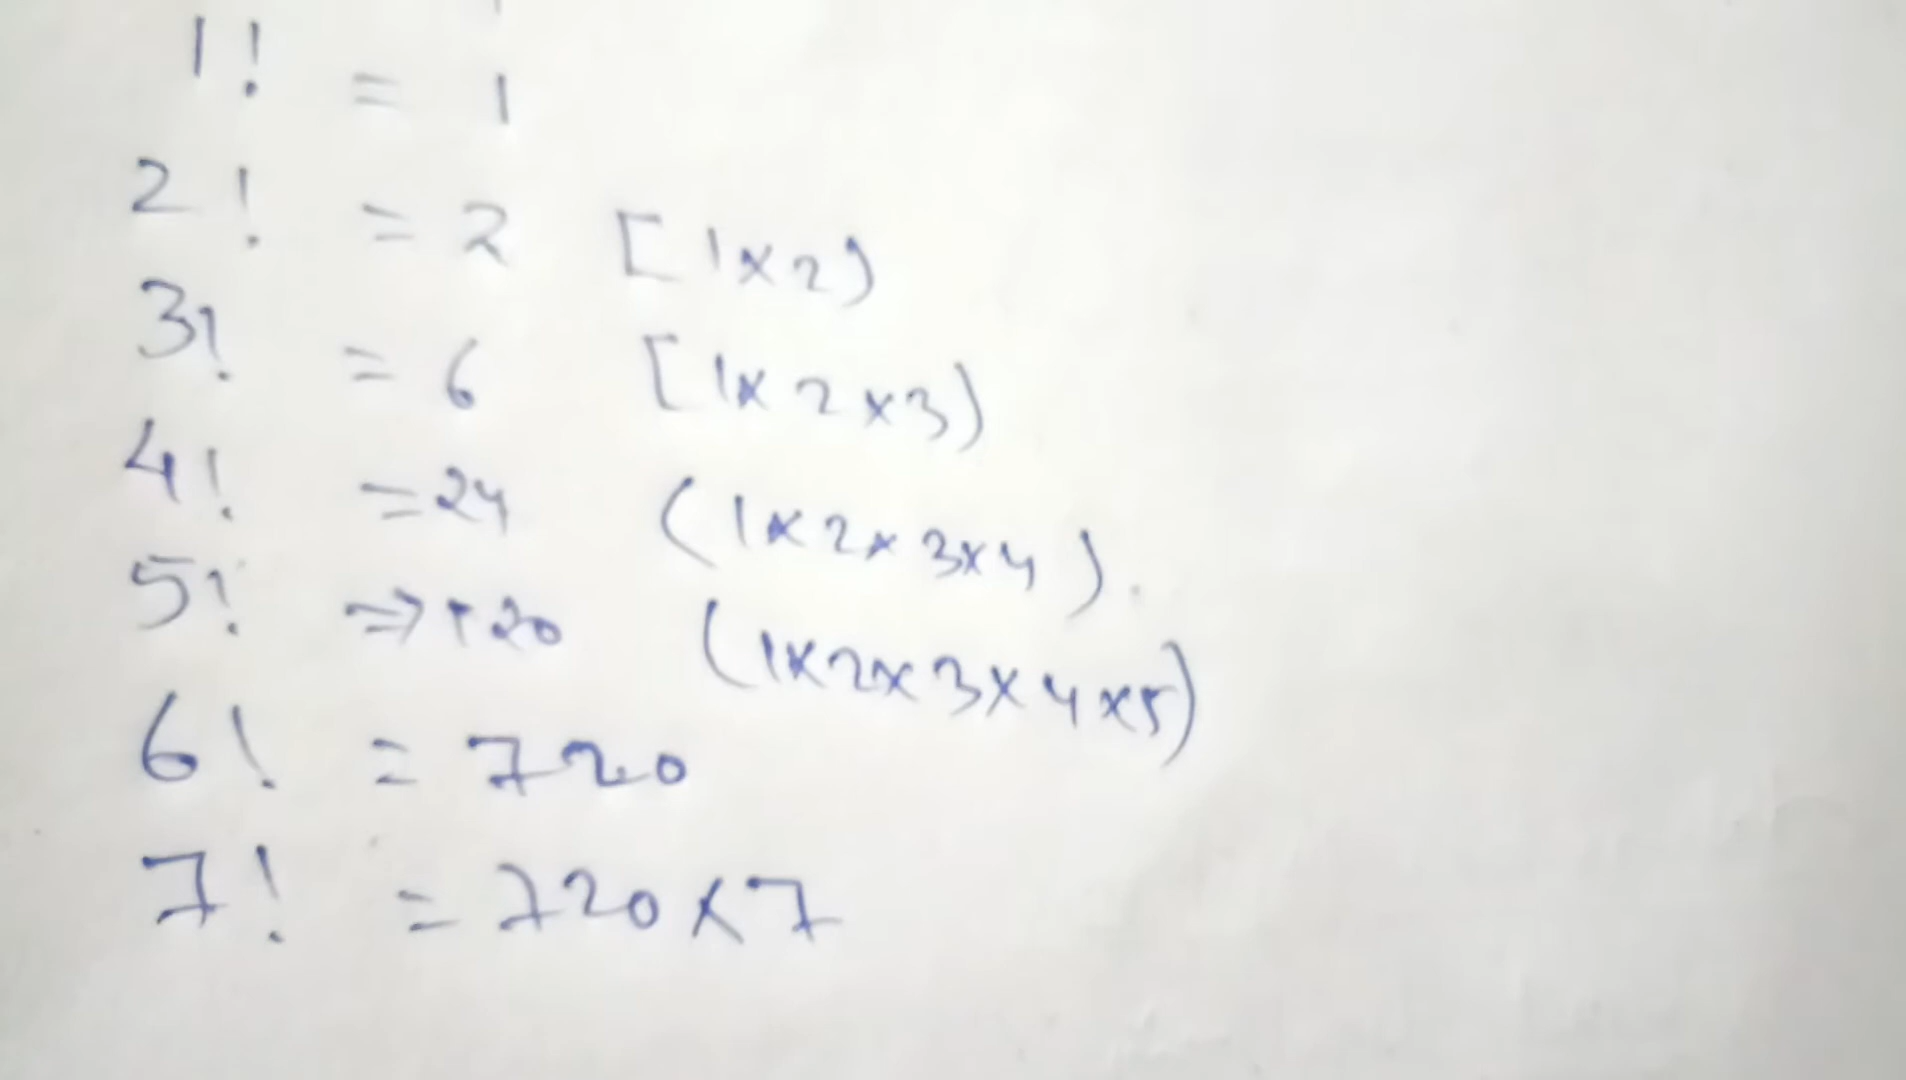 1! = 1
2! = 2 [1×2)
3! = 6 [1×2×3)
4! = 24 (1×2×3×4).
5! ⇒ 120 (1×2×3×4×5)
6! = 720
7! = 720×7